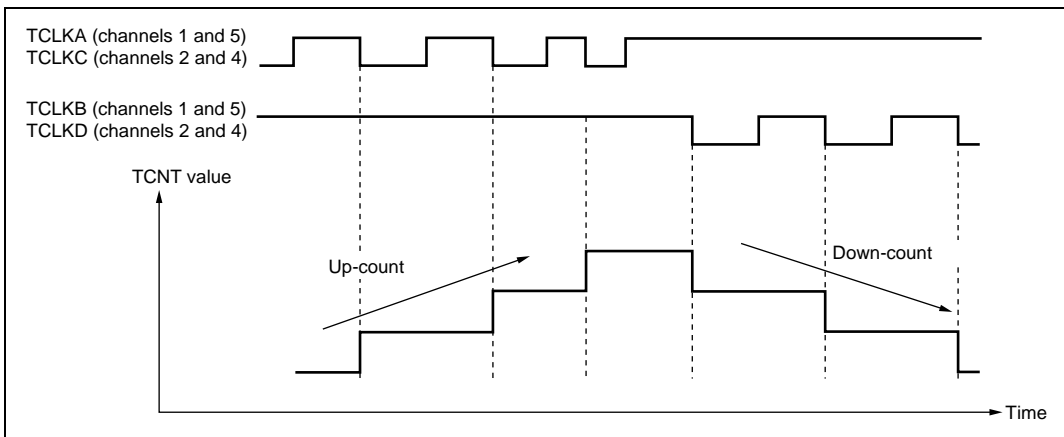 TCLKA (channels 1 and 5)
TCLKC (channels 2 and 4)
TCLKB (channels 1 and 5)
TCLKD (channels 2 and 4)
TCNT value
Up-count
Down-count
Time